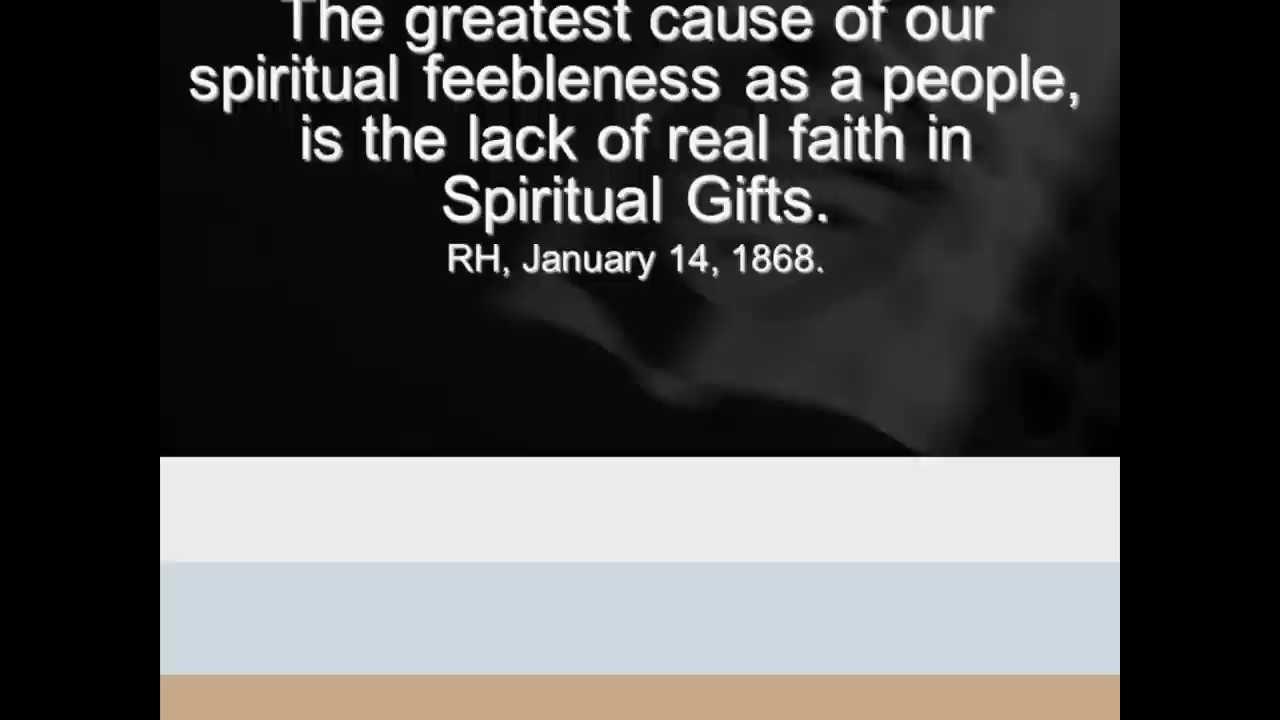 The greatest cause of our
spiritual feebleness as a people,
is the lack of real faith in
Spiritual Gifts.
RH, January 14, 1868.